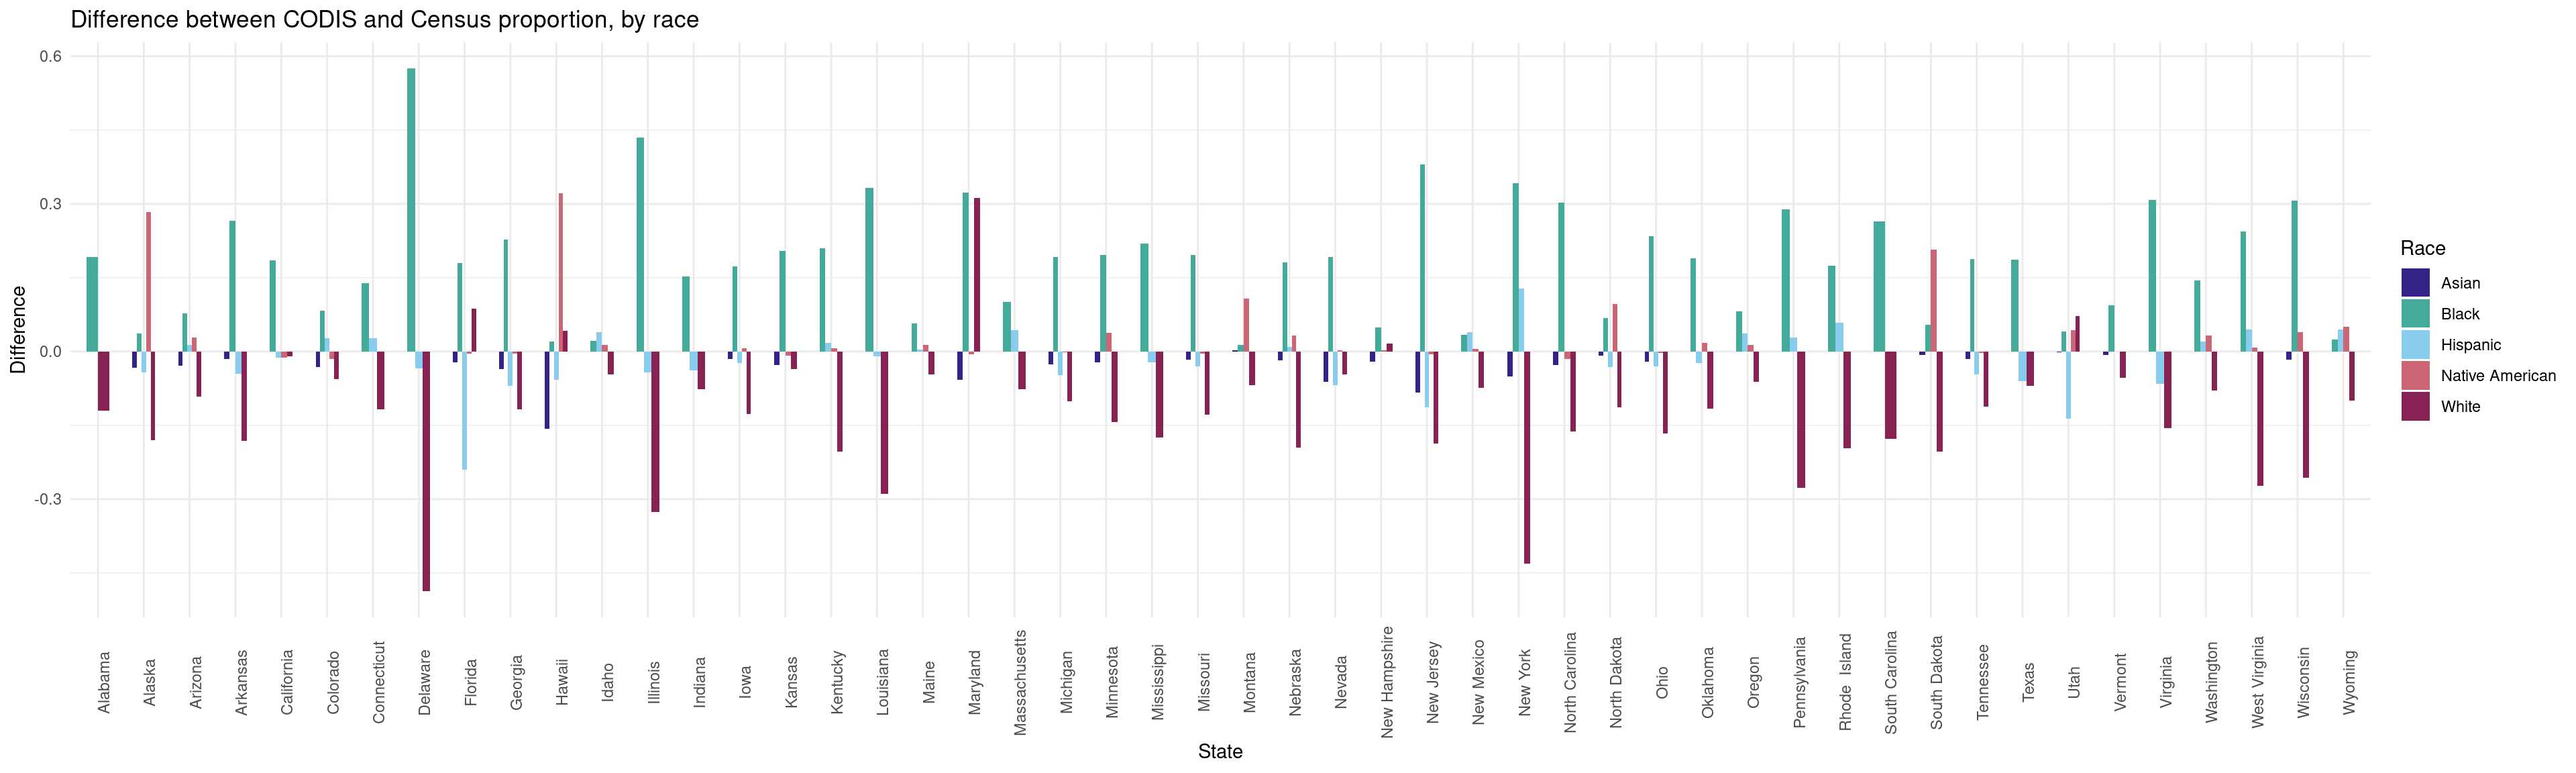 Difference between CODIS and Census proportion, by race
0.6
0.3
0.0
-0.3
Difference
Alabama
Alaska
Arizona
Arkansas
California
Colorado
Connecticut
Delaware
Florida
Georgia
Hawaii
Idaho
Illinois
Indiana
Iowa
Kansas
Kentucky
Louisiana
Maine
Maryland
Massachusetts
Michigan
Minnesota
Mississippi
Missouri
Montana
Nebraska
Nevada
New Hampshire
New Jersey
New Mexico
New York
North Carolina
North Dakota
Ohio
Oklahoma
Oregon
Pennsylvania
Rhode Island
South Carolina
South Dakota
Tennessee
Texas
Utah
Vermont
Virginia
Washington
West Virginia
Wisconsin
Wyoming
State
Race
Asian
Black
Hispanic
Native American
White